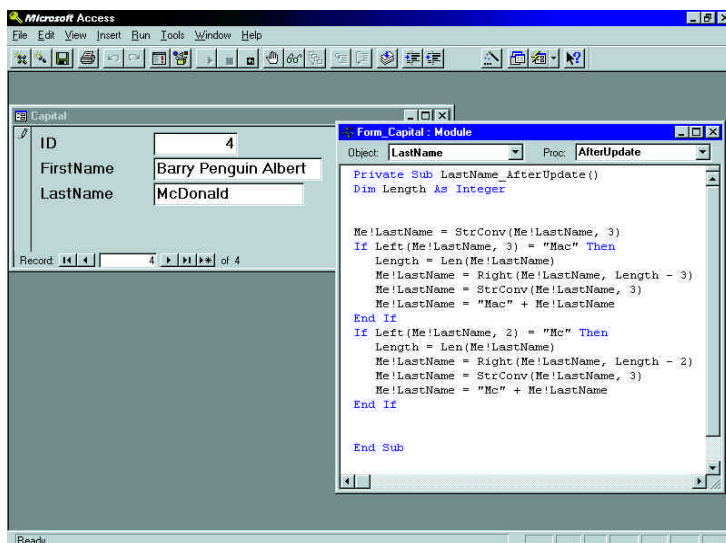 Microsoft Access
File Edit View Insert Run Tools Window Help
Capital
ID 4
FirstName Barry Penguin Albert
LastName McDonald
Record: 4 of 4
Form_Capital : Module
Object: LastName Proc: AfterUpdate
Private Sub LastName_AfterUpdate()
Dim Length As Integer
Me!LastName = StrConv(Me!LastName, 3)
If Left(Me!LastName, 3) = "Mac" Then
Length = Len(Me!LastName)
Me!LastName = Right(Me!LastName, Length - 3)
Me!LastName = StrConv(Me!LastName, 3)
Me!LastName = "Mac" + Me!LastName
End If
If Left(Me!LastName, 2) = "Mc" Then
Length = Len(Me!LastName)
Me!LastName = Right(Me!LastName, Length - 2)
Me!LastName = StrConv(Me!LastName, 3)
Me!LastName = "Mc" + Me!LastName
End If
End Sub
Ready